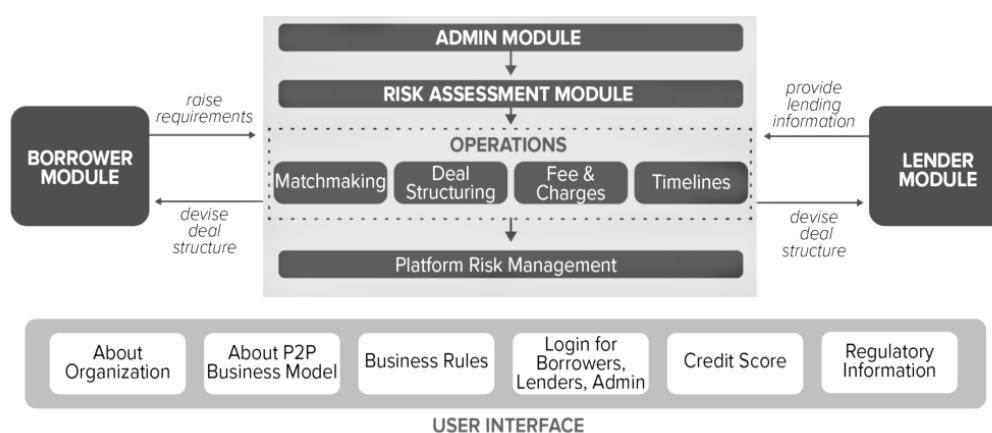 ADMIN MODULE
RISK ASSESSMENT MODULE
raise
requirements
provide
lending
information
BORROWER
MODULE
OPERATIONS
Matchmaking
Deal
Structuring
Fee &
Charges
Timelines
LENDER
MODULE
devise
deal
structure
devise
deal
structure
Platform Risk Management
About
Organization
About P2P
Business Model
Business Rules
Login for
Borrowers,
Lenders, Admin
Credit Score
Regulatory
Information
USER INTERFACE